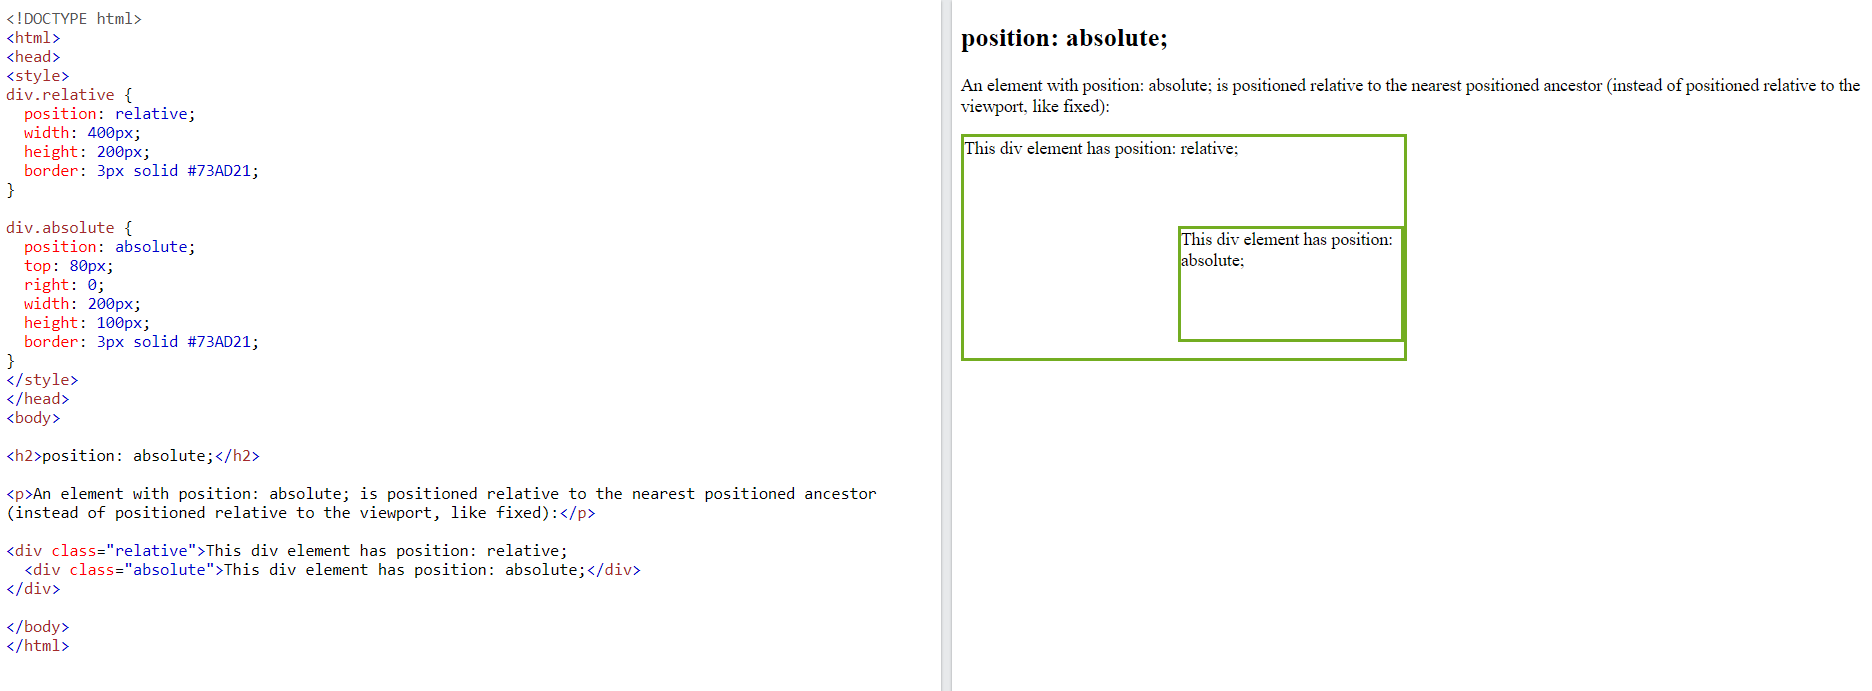 <!DOCTYPE html>
<html>
<head>
<style>
div.relative {
  position: relative;
  width: 400px;
  height: 200px;
  border: 3px solid #73AD21;
}
div.absolute {
  position: absolute;
  top: 80px;
  right: 0;
  width: 200px;
  height: 100px;
  border: 3px solid #73AD21;
}
</style>
</head>
<body>
<h2>position: absolute;</h2>
<p>An element with position: absolute; is positioned relative to the nearest positioned ancestor
(instead of positioned relative to the viewport, like fixed):</p>
<div class="relative">This div element has position: relative;
  <div class="absolute">This div element has position: absolute;</div>
</div>
</body>
</html>
position: absolute;
An element with position: absolute; is positioned relative to the nearest positioned ancestor (instead of positioned relative to the
viewport, like fixed):
This div element has position: relative;
This div element has position:
absolute;